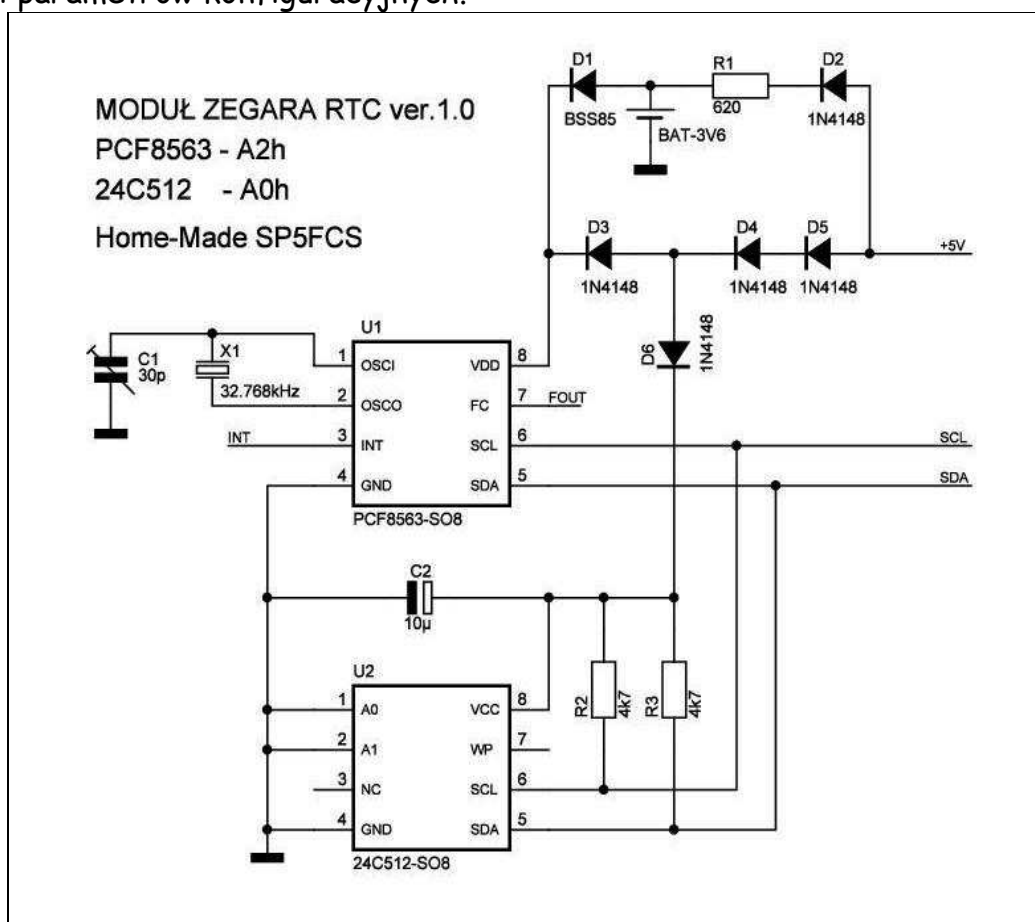 MODUŁ ZEGARA RTC ver.1.0
PCF8563 - A2h
24C512 - A0h
Home-Made SP5FCS
D1
BSS85
R1
620
D2
1N4148
BAT-3V6
D3
1N4148
D4
1N4148
D5
1N4148
+5V
D6
1N4148
C1
30p
X1
32.768kHz
U1
1 OSCI VDD 8
2 OSCO FC 7 FOUT
INT 3 INT SCL 6 SCL
4 GND SDA 5 SDA
PCF8563-SO8
C2
10µ
R2
4k7
R3
4k7
U2
1 A0 VCC 8
2 A1 WP 7
3 NC SCL 6
4 GND SDA 5
24C512-SO8